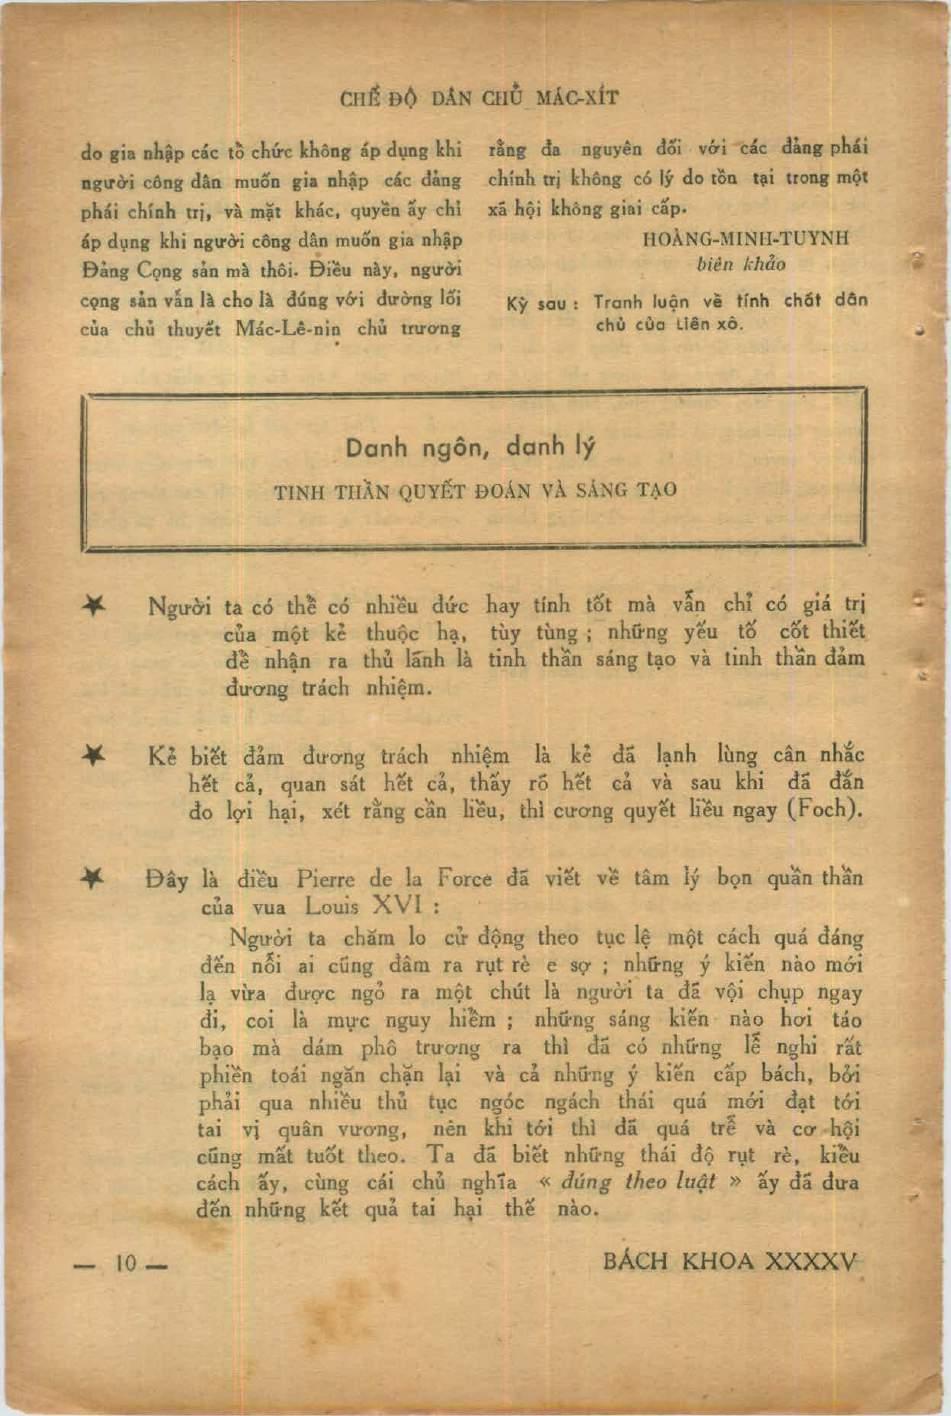 CHẾ ĐỘ DÂN CHỦ MÁC-XÍT
do gia nhập các tổ chức không áp dụng khi
người công dân muốn gia nhập các đảng
phái chính trị, và mặt khác, quyền ấy chỉ
áp dụng khi người công dân muốn gia nhập
Đảng Cọng sản mà thôi. Điều này, người
cọng sản vẫn là cho là đúng với đường lối
của chủ thuyết Mác-Lê-nin chủ trương
rằng đa nguyên đối với các đảng phái
chính trị không có lý do tồn tại trong một
xã hội không giai cấp.
HOÀNG-MINH-TUYNH
biên khảo
Kỳ sau : Tranh luận về tính chất dân
chủ của Liên xô.
Danh ngôn, danh lý
TINH THẦN QUYẾT ĐOÁN VÀ SÁNG TẠO
★ Người ta có thể có nhiều đức hay tính tốt mà vẫn chỉ có giá trị
của một kẻ thuộc hạ, tùy tùng ; những yếu tố cốt thiết
để nhận ra thủ lãnh là tinh thần sáng tạo và tinh thần đảm
đương trách nhiệm.
★ Kẻ biết đảm đương trách nhiệm là kẻ đã lạnh lùng cân nhắc
hết cả, quan sát hết cả, thấy rõ hết cả và sau khi đã đắn
đo lợi hại, xét rằng cần liều, thì cương quyết liều ngay (Foch).
★ Đây là điều Pierre de la Force đã viết về tâm lý bọn quần thần
của vua Louis XVI :
Người ta chăm lo cử động theo tục lệ một cách quá đáng
đến nỗi ai cũng đâm ra rụt rè e sợ ; những ý kiến nào mới
lạ vừa được ngỏ ra một chút là người ta đã vội chụp ngay
đi, coi là mực nguy hiểm ; những sáng kiến nào hơi táo
bạo mà dám phô trương ra thì đã có những lễ nghi rất
phiền toái ngăn chặn lại và cả những ý kiến cấp bách, bởi
phải qua nhiều thủ tục ngóc ngách thái quá mới đạt tới
tai vị quân vương, nên khi tới thì đã quá trễ và cơ hội
cũng mất tuốt theo. Ta đã biết những thái độ rụt rè, kiểu
cách ấy, cùng cái chủ nghĩa « đúng theo luật » ấy đã đưa
đến những kết quả tai hại thế nào.
— 10 —
BÁCH KHOA XXXXV